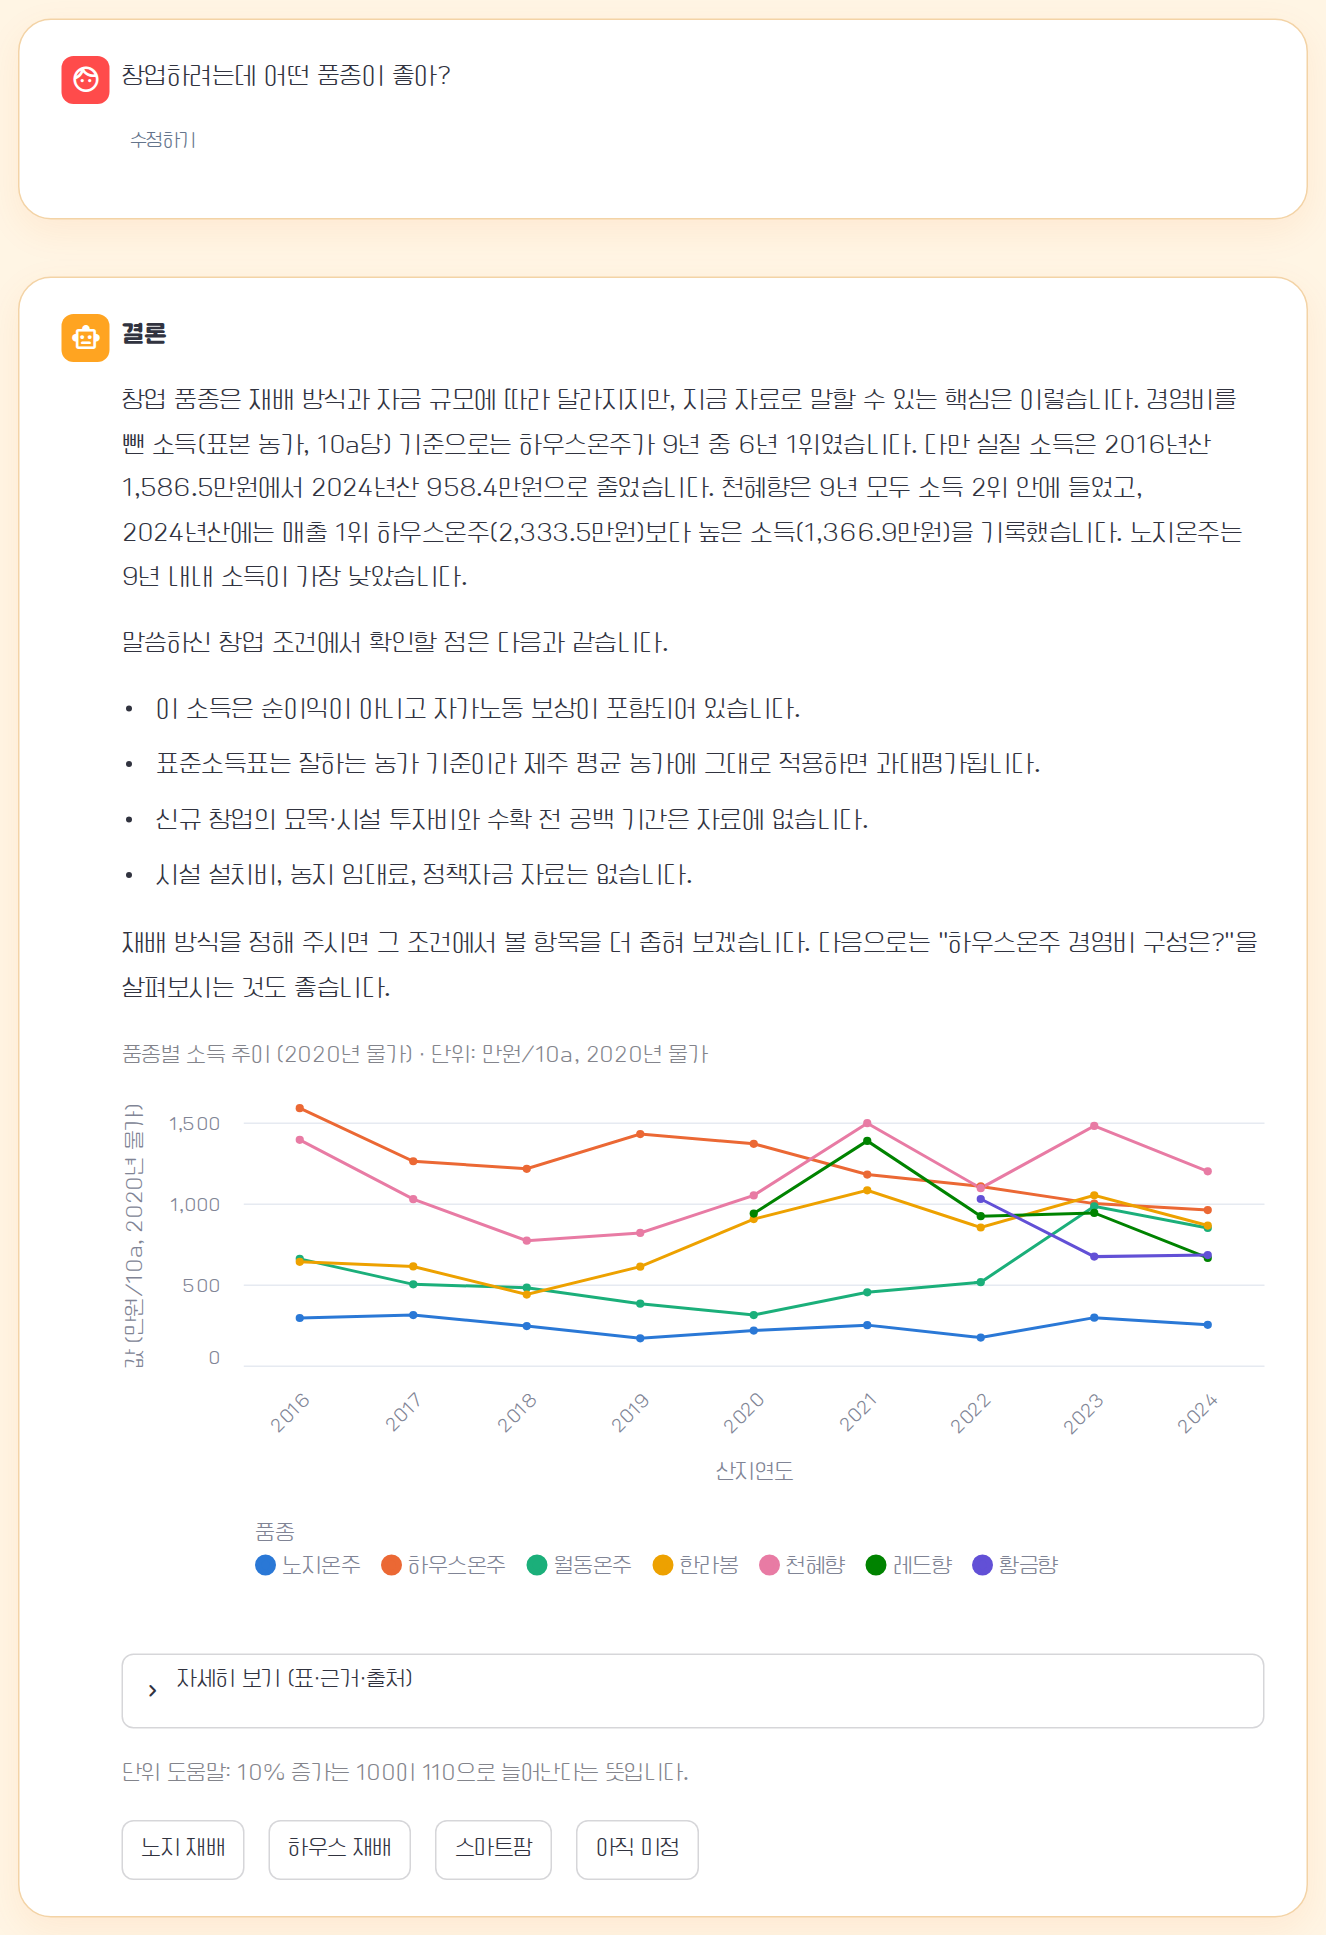 창업하려는데 어떤 품종이 좋아?
수정하기
결론
창업 품종은 재배 방식과 자금 규모에 따라 달라지지만, 지금 자료로 말할 수 있는 핵심은 이렇습니다. 경영비를
뺀 소득(표본 농가, 10a당) 기준으로는 하우스온주가 9년 중 6년 1위였습니다. 다만 실질 소득은 2016년산
1,586.5만원에서 2024년산 958.4만원으로 줄었습니다. 천혜향은 9년 모두 소득 2위 안에 들었고,
2024년산에는 매출 1위 하우스온주(2,333.5만원)보다 높은 소득(1,366.9만원)을 기록했습니다. 노지온주는
9년 내내 소득이 가장 낮았습니다.
말씀하신 창업 조건에서 확인할 점은 다음과 같습니다.
• 이 소득은 순이익이 아니고 자가노동 보상이 포함되어 있습니다.
• 표준소득표는 잘하는 농가 기준이라 제주 평균 농가에 그대로 적용하면 과대평가됩니다.
• 신규 창업의 묘목·시설 투자비와 수확 전 공백 기간은 자료에 없습니다.
• 시설 설치비, 농지 임대료, 정책자금 자료는 없습니다.
재배 방식을 정해 주시면 그 조건에서 볼 항목을 더 좁혀 보겠습니다. 다음으로는 "하우스온주 경영비 구성은?"을
살펴보시는 것도 좋습니다.
품종별 소득 추이 (2020년 물가) · 단위: 만원/10a, 2020년 물가
값 (만원/10a, 2020년 물가)
1,500
1,000
500
0
2016 2017 2018 2019 2020 2021 2022 2023 2024
산지연도
품종
노지온주 하우스온주 월동온주 한라봉 천혜향 레드향 황금향
자세히 보기 (표·근거·출처)
단위 도움말: 10% 증가는 100이 110으로 늘어난다는 뜻입니다.
노지 재배 하우스 재배 스마트팜 아직 미정